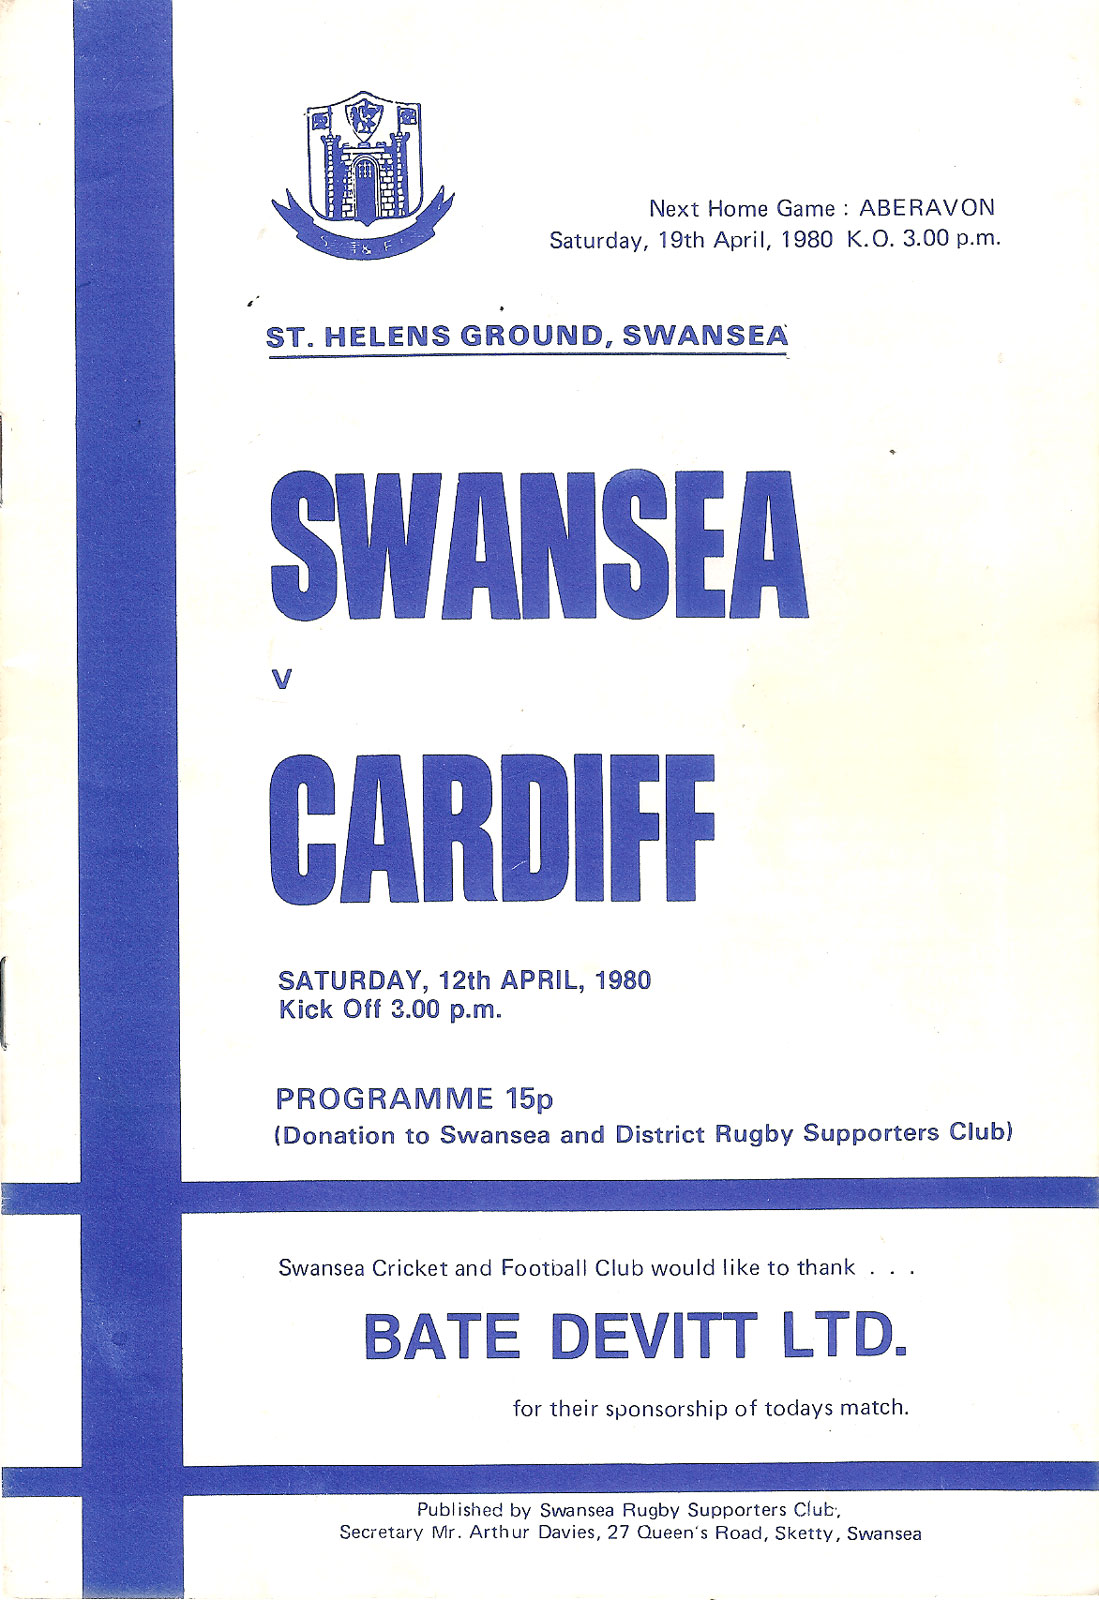 Next Home Game : ABERAVON
Saturday, 19th April, 1980 K.O. 3.00 p.m.
ST. HELENS GROUND, SWANSEA
SWANSEA
v
CARDIFF
SATURDAY, 12th APRIL, 1980
Kick Off 3.00 p.m.
PROGRAMME 15p
(Donation to Swansea and District Rugby Supporters Club)
Swansea Cricket and Football Club would like to thank . . .
BATE DEVITT LTD.
for their sponsorship of todays match.
Published by Swansea Rugby Supporters Club,
Secretary Mr. Arthur Davies, 27 Queen's Road, Sketty, Swansea